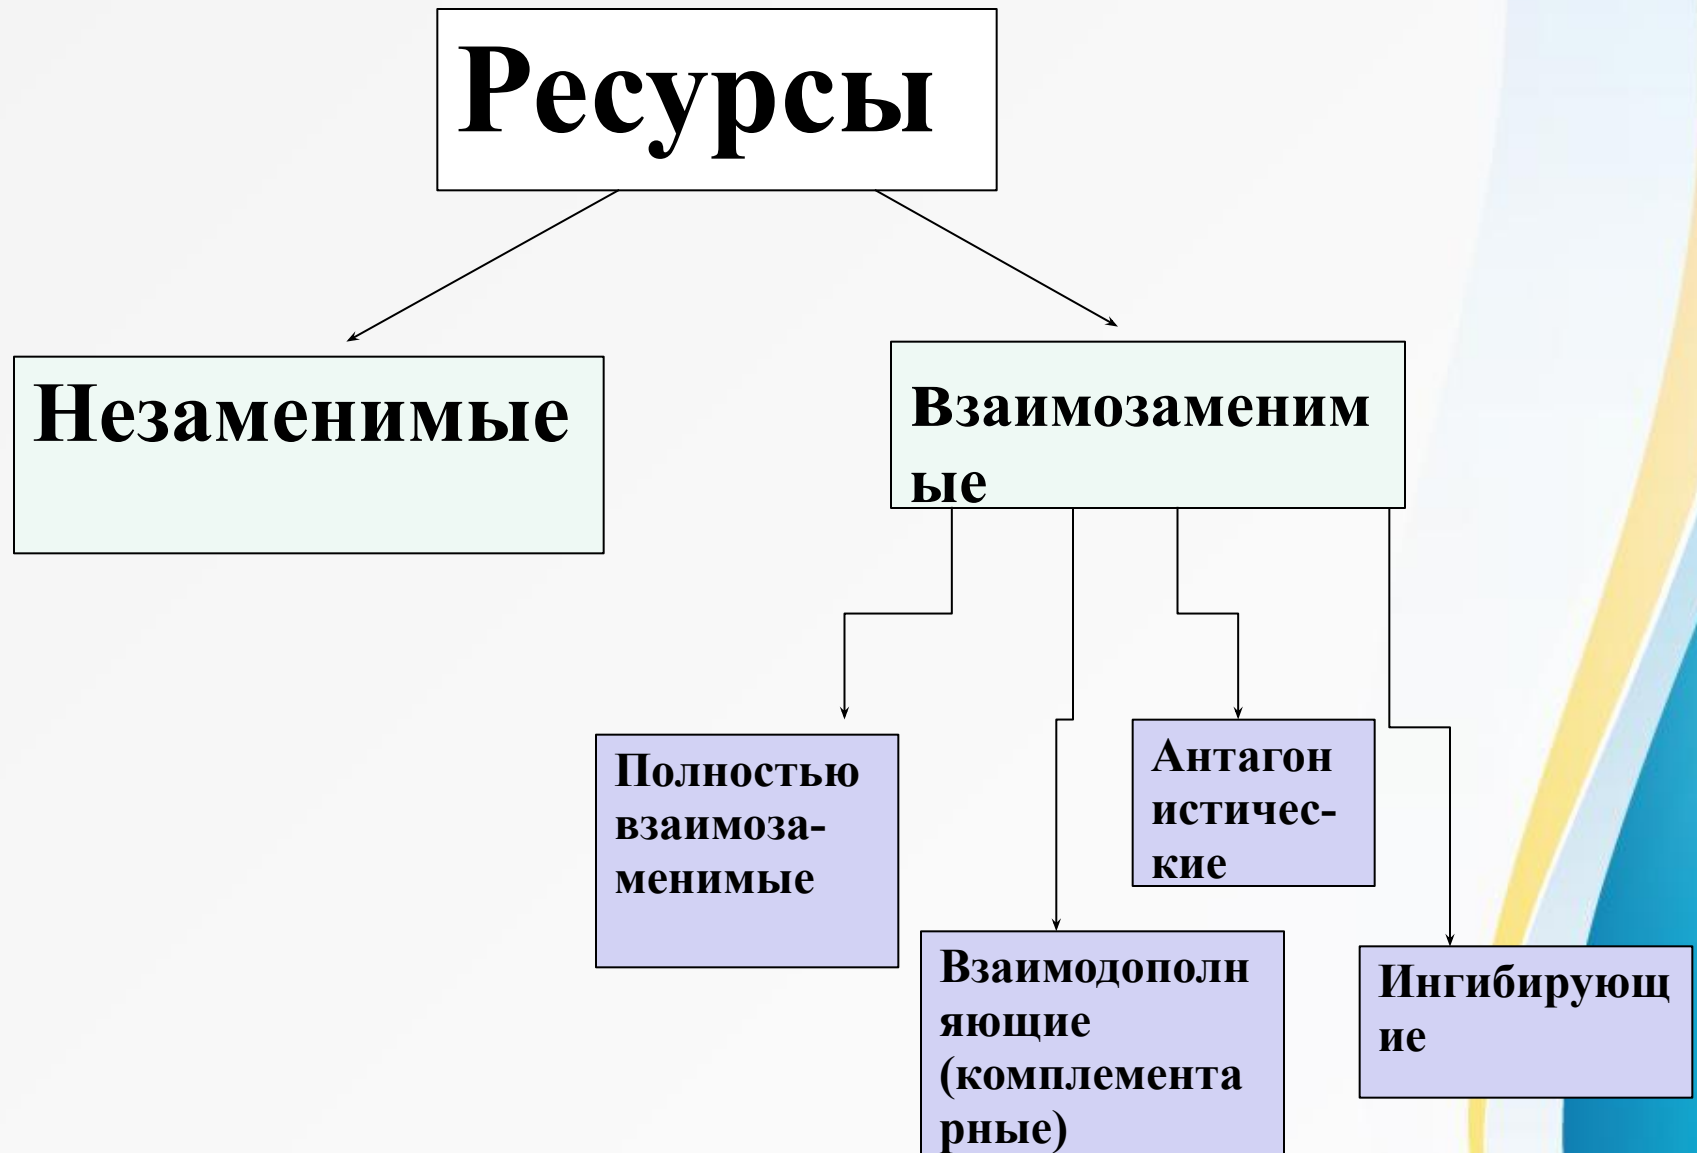 Ресурсы
Незаменимые
взаимозаменим
ые
Полностью
взаимоза-
менимые
Антагон
истичес-
кие
Взаимодополн
яющие
(комплемента
рные)
Ингибирующ
ие